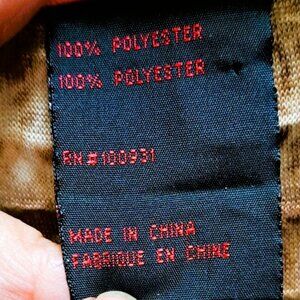 100% POLYESTER
100% POLYESTER
RN#100931
MADE IN CHINA
FABRIQUE EN CHINE